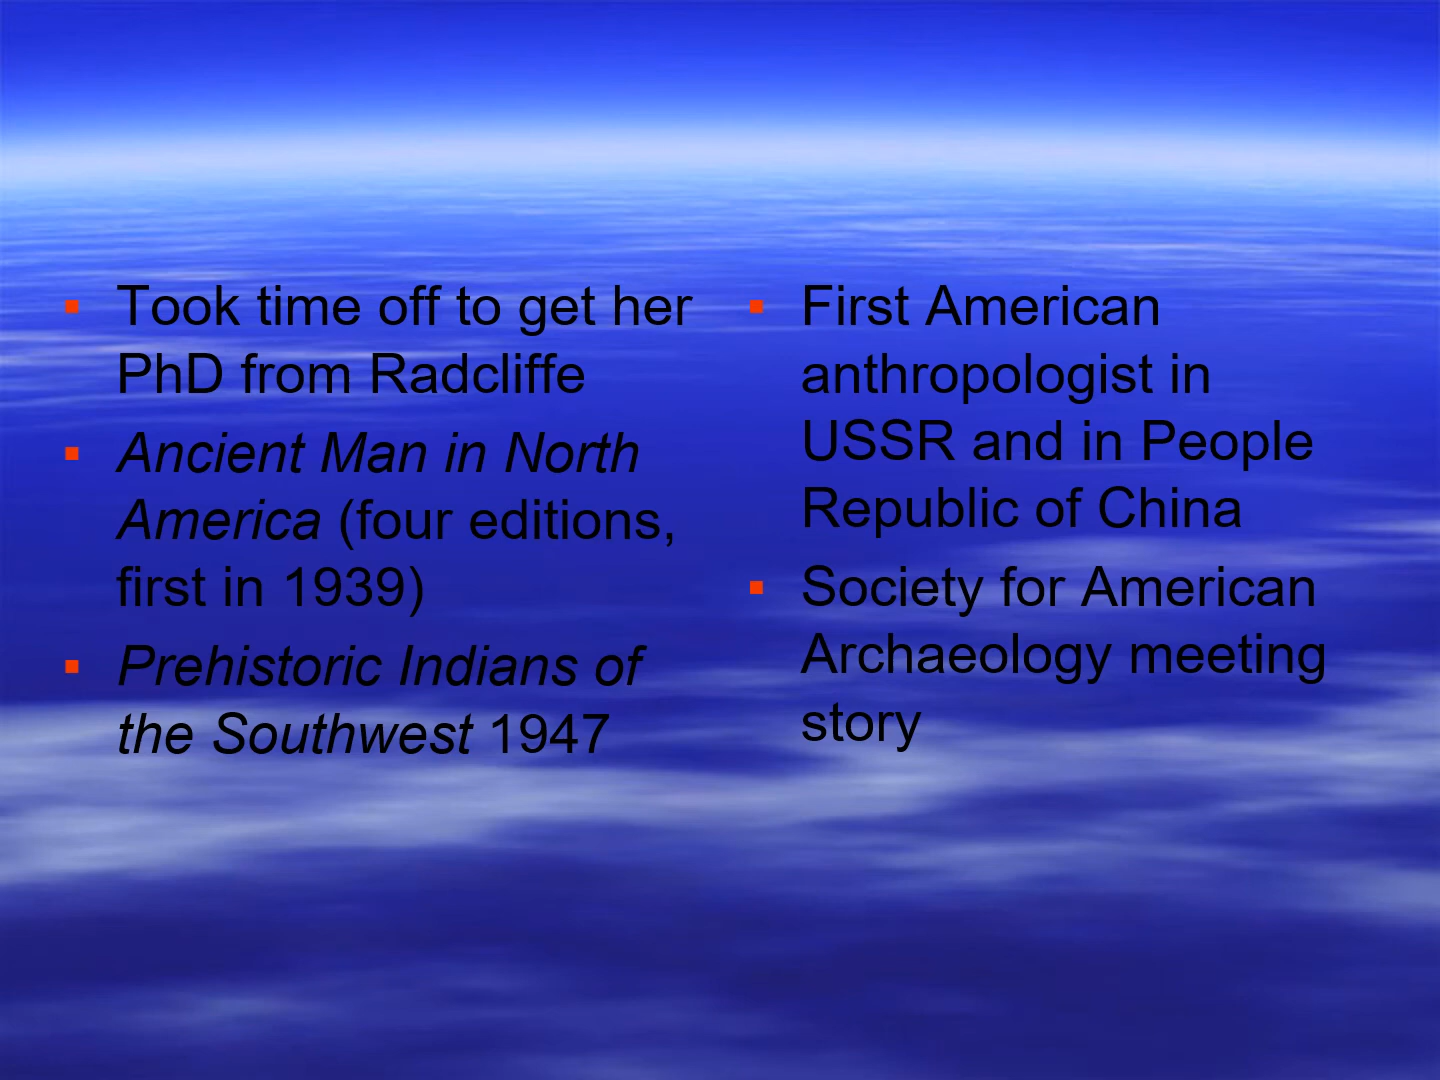 ▪ Took time off to get her
PhD from Radcliffe
▪ Ancient Man in North
America (four editions,
first in 1939)
▪ Prehistoric Indians of
the Southwest 1947
▪ First American
anthropologist in
USSR and in People
Republic of China
▪ Society for American
Archaeology meeting
story